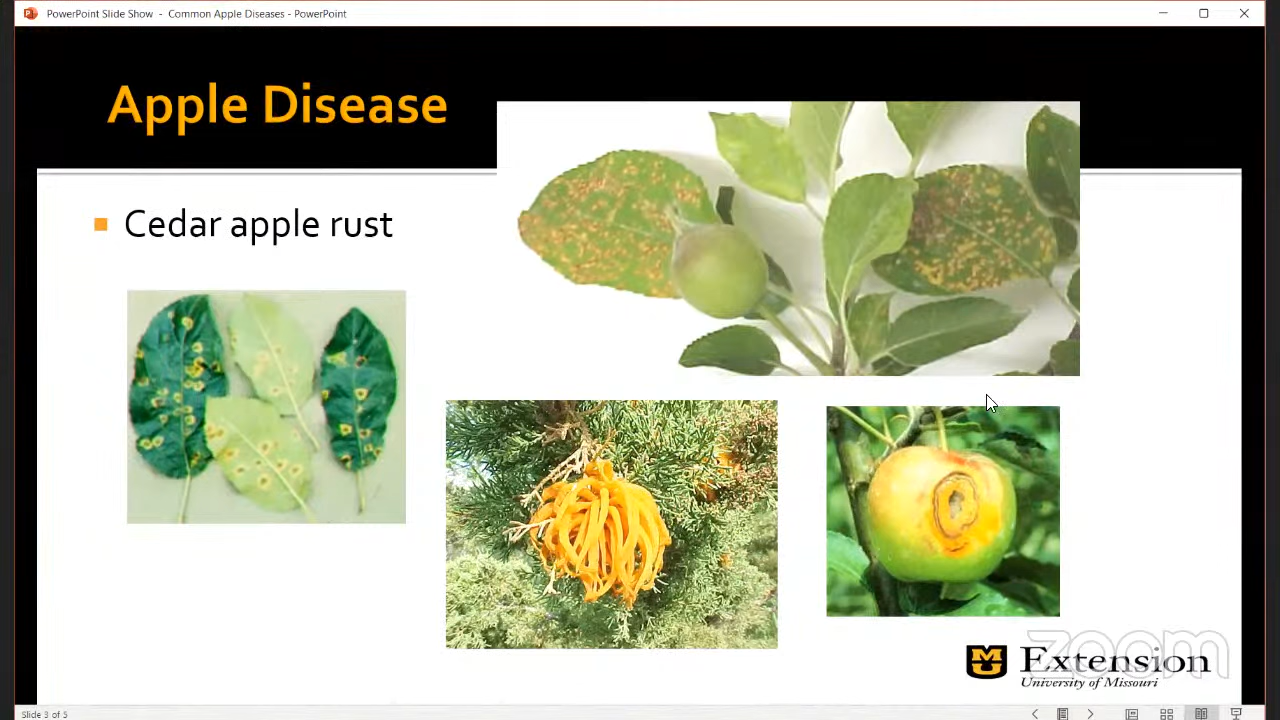 PowerPoint Slide Show - Common Apple Diseases - PowerPoint
Apple Disease
Cedar apple rust
zoom
Extension
University of Missouri
Slide 3 of 5